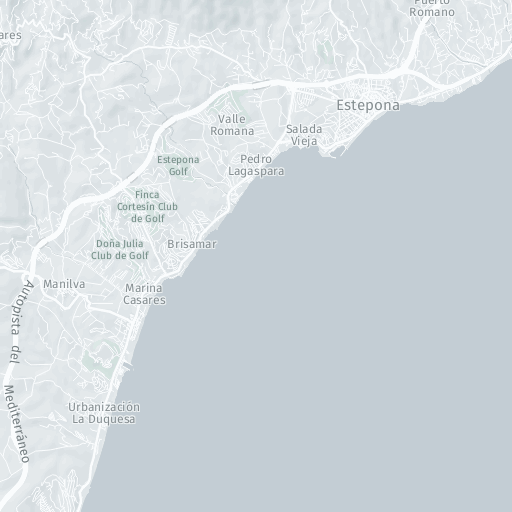 Puerto
Romano
ares
Estepona
Valle
Romana
Salada
Vieja
Estepona
Golf
Pedro
Lagaspara
Finca
Cortesín Club
de Golf
Doña Julia
Club de Golf
Brisamar
Manilva
Marina
Casares
Autopista del Mediterráneo
Urbanización
La Duquesa